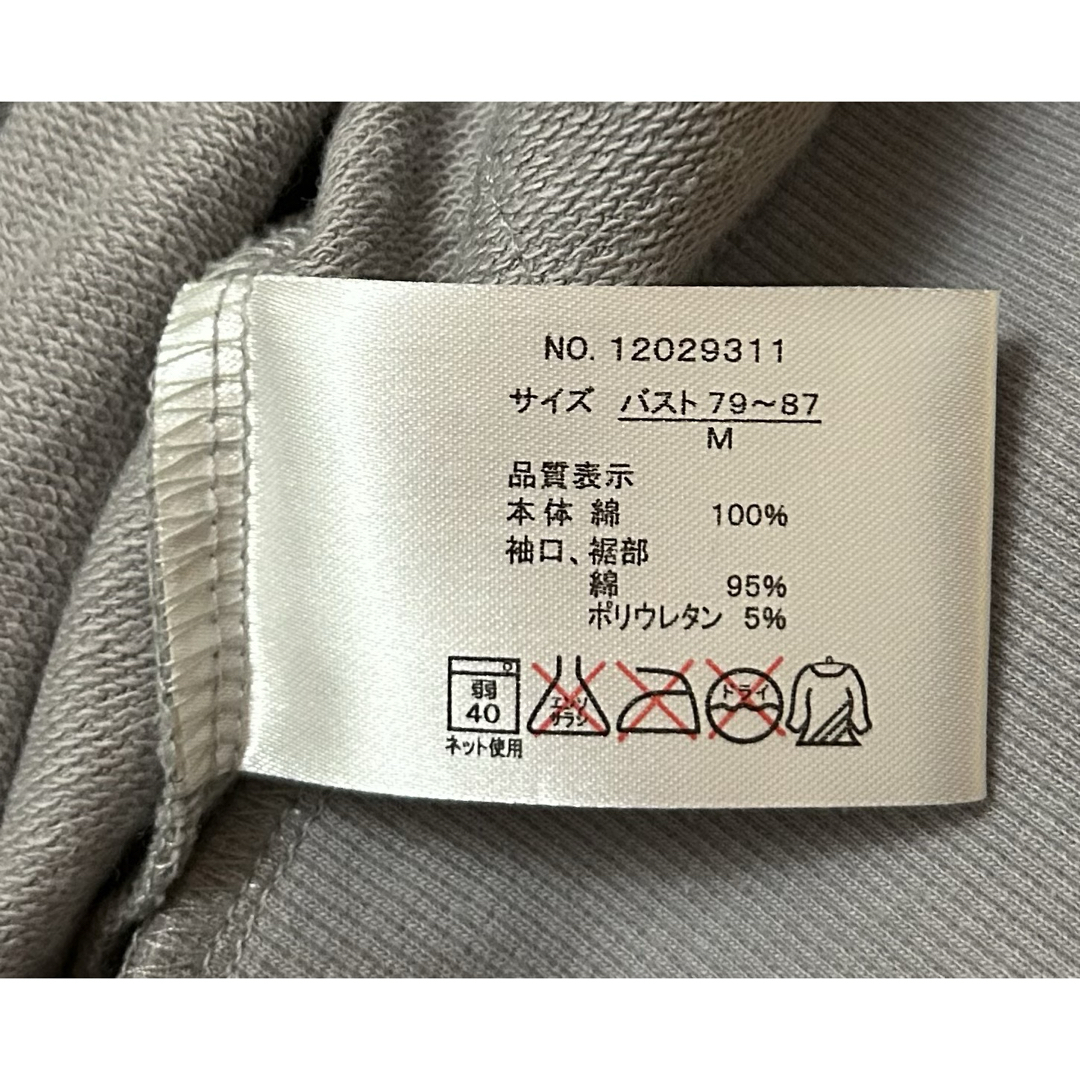 NO. 12029311
サイズ バスト 79～87
M
品質表示
本体 綿 100%
袖口、裾部
綿 95%
ポリウレタン 5%
弱
40
エンソ
サラシ
ドライ
ネット使用